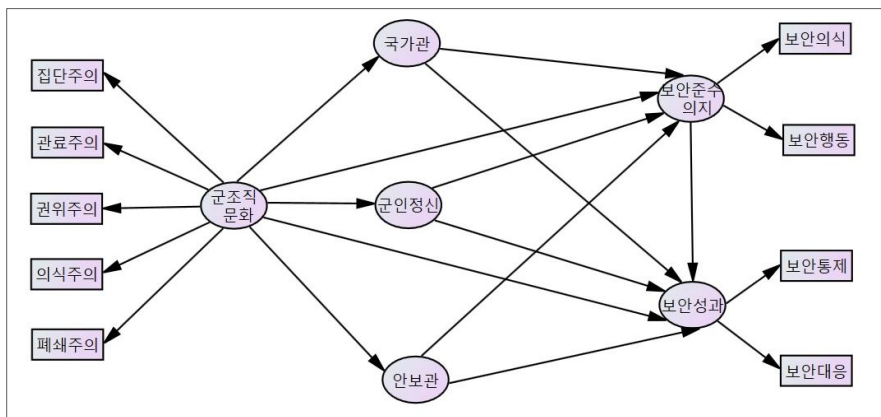 집단주의
관료주의
권위주의
의식주의
폐쇄주의
군조직
문화
국가관
군인정신
안보관
보안준수
의지
보안성과
보안의식
보안행동
보안통제
보안대응